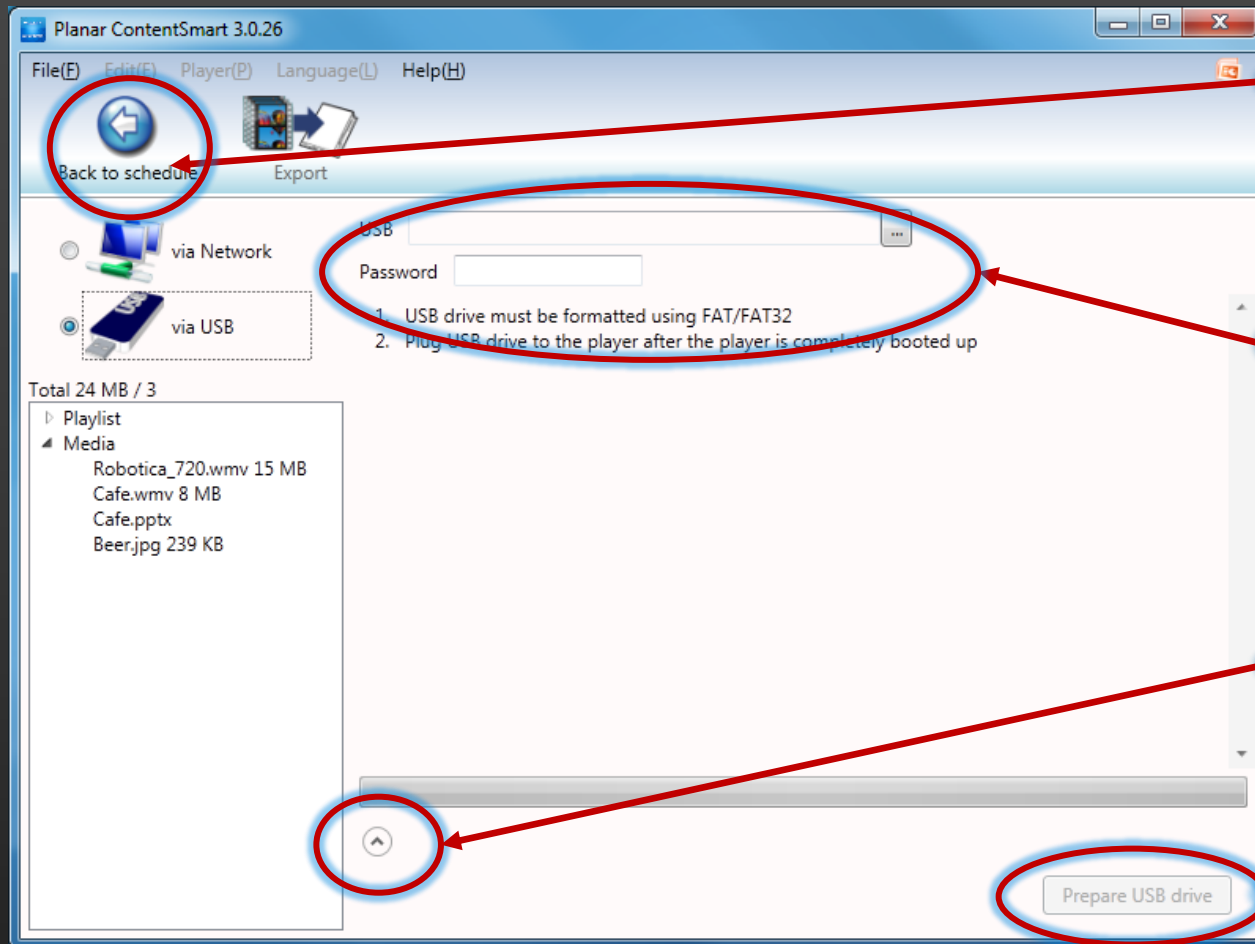 Planar ContentSmart 3.0.26
File(F) Edit(E) Player(P) Language(L) Help(H)
Back to schedule Export
via Network
via USB
USB ...
Password
1. USB drive must be formatted using FAT/FAT32
2. Plug USB drive to the player after the player is completely booted up
Total 24 MB / 3
Playlist
Media
Robotica_720.wmv 15 MB
Cafe.wmv 8 MB
Cafe.pptx
Beer.jpg 239 KB
Prepare USB drive